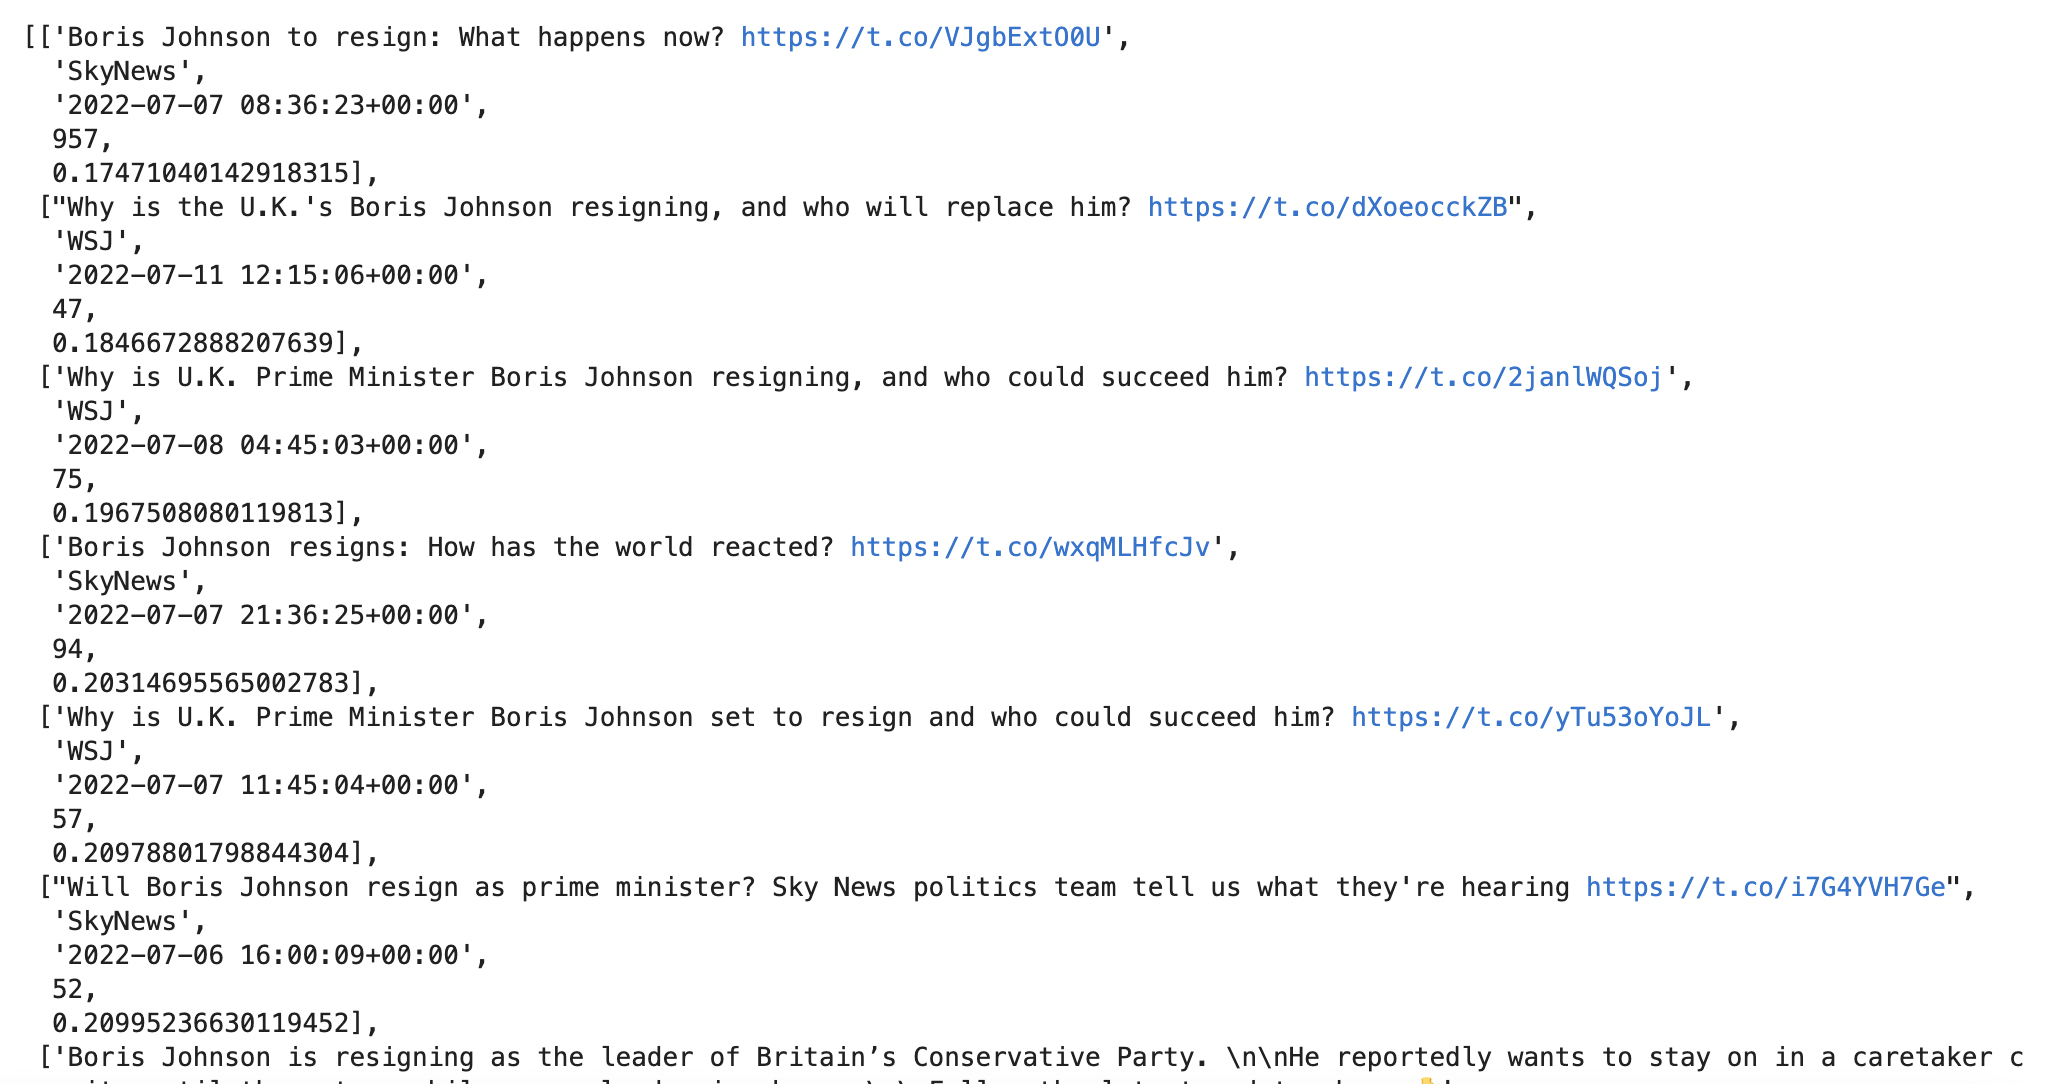 [['Boris Johnson to resign: What happens now? https://t.co/VJgbExtO0U',
'SkyNews',
'2022-07-07 08:36:23+00:00',
957,
0.17471040142918315],
["Why is the U.K.'s Boris Johnson resigning, and who will replace him? https://t.co/dXoeocckZB",
'WSJ',
'2022-07-11 12:15:06+00:00',
47,
0.1846672888207639],
['Why is U.K. Prime Minister Boris Johnson resigning, and who could succeed him? https://t.co/2janlWQSoj',
'WSJ',
'2022-07-08 04:45:03+00:00',
75,
0.1967508080119813],
['Boris Johnson resigns: How has the world reacted? https://t.co/wxqMLHfcJv',
'SkyNews',
'2022-07-07 21:36:25+00:00',
94,
0.20314695565002783],
['Why is U.K. Prime Minister Boris Johnson set to resign and who could succeed him? https://t.co/yTu53oYoJL',
'WSJ',
'2022-07-07 11:45:04+00:00',
57,
0.20978801798844304],
["Will Boris Johnson resign as prime minister? Sky News politics team tell us what they're hearing https://t.co/i7G4YVH7Ge",
'SkyNews',
'2022-07-06 16:00:09+00:00',
52,
0.20995236630119452],
['Boris Johnson is resigning as the leader of Britain’s Conservative Party. \n\nHe reportedly wants to stay on in a caretaker c